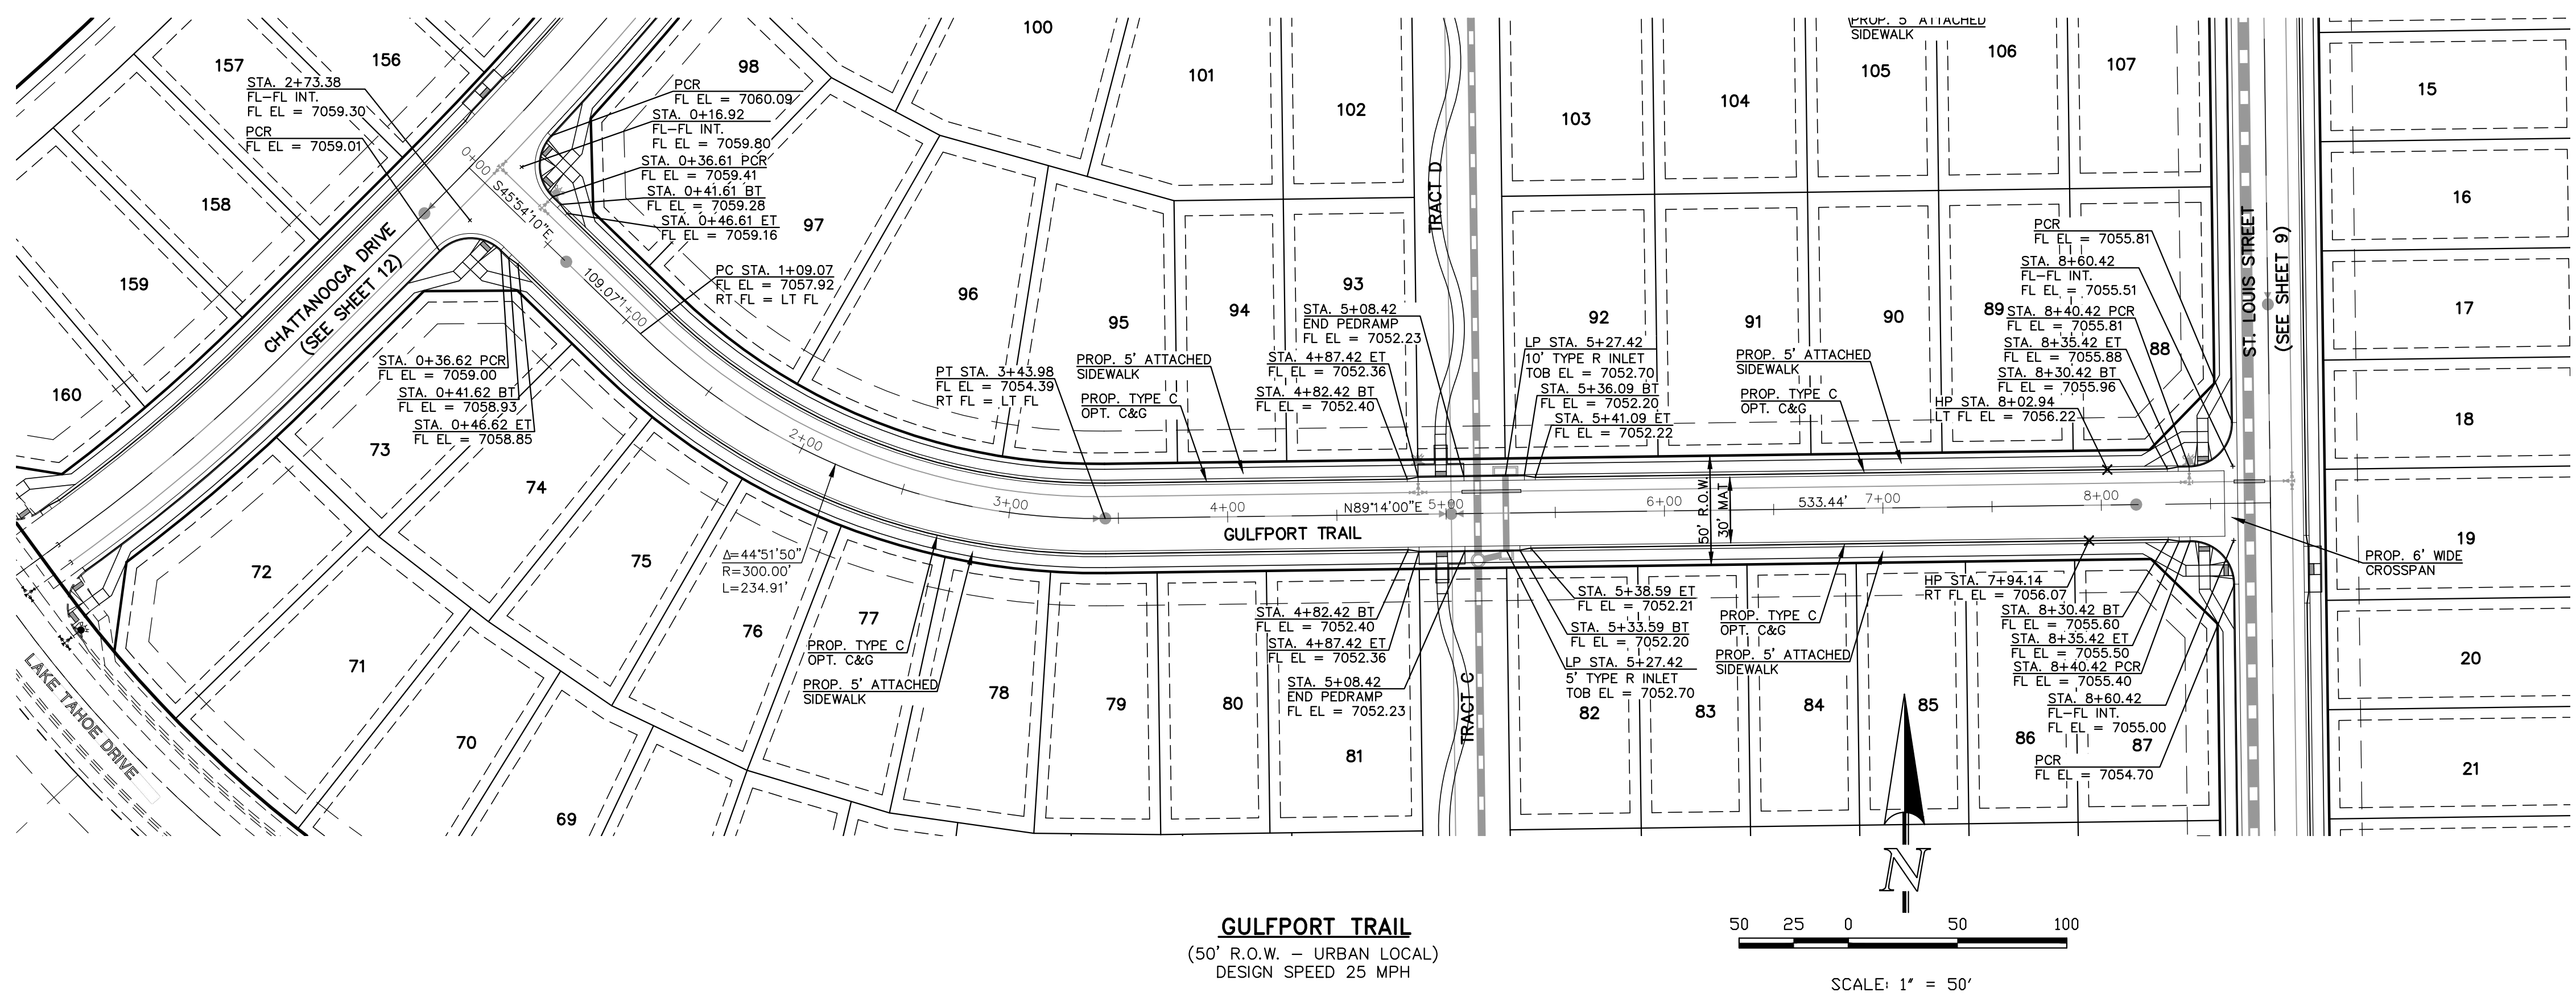 100
PROP. 5' ATTACHED
SIDEWALK
106
107
157
156
98
101
105
15
STA. 2+73.38
FL-FL INT.
FL EL = 7059.30
PCR
FL EL = 7059.01
PCR
FL EL = 7060.09
STA. 0+16.92
FL-FL INT.
FL EL = 7059.80
STA. 0+36.61 PCR
FL EL = 7059.41
STA. 0+41.61 BT
FL EL = 7059.28
STA. 0+46.61 ET
FL EL = 7059.16
102
103
104
158
159
160
97
96
95
94
93
92
91
90
89
88
16
17
18
19
20
21
0+00
S45°54'10"E
109.07'
1+00
CHATTANOOGA DRIVE
(SEE SHEET 12)
PC STA. 1+09.07
FL EL = 7057.92
RT FL = LT FL
TRACT D
ST. LOUIS STREET
(SEE SHEET 9)
STA. 0+36.62 PCR
FL EL = 7059.00
STA. 0+41.62 BT
FL EL = 7058.93
STA. 0+46.62 ET
FL EL = 7058.85
PT STA. 3+43.98
FL EL = 7054.39
RT FL = LT FL
PROP. 5' ATTACHED
SIDEWALK
PROP. TYPE C
OPT. C&G
STA. 5+08.42
END PEDRAMP
FL EL = 7052.23
STA. 4+87.42 ET
FL EL = 7052.36
STA. 4+82.42 BT
FL EL = 7052.40
LP STA. 5+27.42
10' TYPE R INLET
TOB EL = 7052.70
STA. 5+36.09 BT
FL EL = 7052.20
STA. 5+41.09 ET
FL EL = 7052.22
PROP. 5' ATTACHED
SIDEWALK
PROP. TYPE C
OPT. C&G
PCR
FL EL = 7055.81
STA. 8+60.42
FL-FL INT.
FL EL = 7055.51
STA. 8+40.42 PCR
FL EL = 7055.81
STA. 8+35.42 ET
FL EL = 7055.88
STA. 8+30.42 BT
FL EL = 7055.96
HP STA. 8+02.94
LT FL EL = 7056.22
2+00
3+00
4+00
N89°14'00"E
5+00
6+00
533.44'
7+00
8+00
50' R.O.W.
30' MAT
GULFPORT TRAIL
PROP. 6' WIDE
CROSSPAN
Δ=44°51'50"
R=300.00'
L=234.91'
73
74
75
76
77
78
79
80
81
82
83
84
85
86
87
72
71
70
69
LAKE TAHOE DRIVE
PROP. TYPE C
OPT. C&G
PROP. 5' ATTACHED
SIDEWALK
STA. 4+82.42 BT
FL EL = 7052.40
STA. 4+87.42 ET
FL EL = 7052.36
STA. 5+08.42
END PEDRAMP
FL EL = 7052.23
TRACT C
STA. 5+38.59 ET
FL EL = 7052.21
STA. 5+33.59 BT
FL EL = 7052.20
LP STA. 5+27.42
5' TYPE R INLET
TOB EL = 7052.70
PROP. TYPE C
OPT. C&G
PROP. 5' ATTACHED
SIDEWALK
HP STA. 7+94.14
RT FL EL = 7056.07
STA. 8+30.42 BT
FL EL = 7055.60
STA. 8+35.42 ET
FL EL = 7055.50
STA. 8+40.42 PCR
FL EL = 7055.40
STA. 8+60.42
FL-FL INT.
FL EL = 7055.00
PCR
FL EL = 7054.70
N
GULFPORT TRAIL
(50' R.O.W. - URBAN LOCAL)
DESIGN SPEED 25 MPH
50 25 0 50 100
SCALE: 1" = 50'